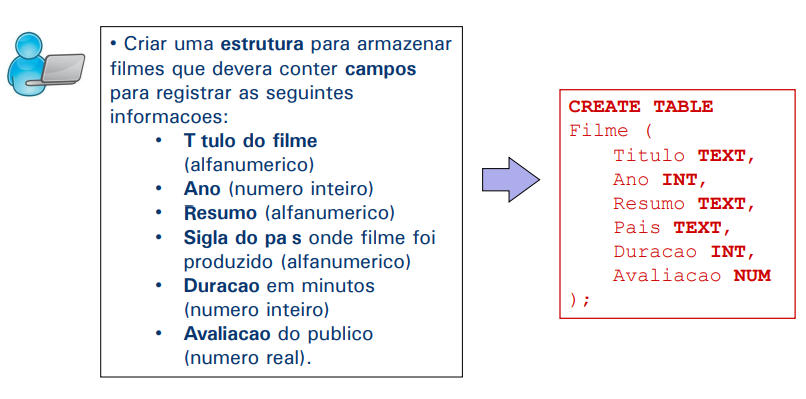 • Criar uma estrutura para armazenar
filmes que devera conter campos
para registrar as seguintes
informacoes:
• T tulo do filme
(alfanumerico)
• Ano (numero inteiro)
• Resumo (alfanumerico)
• Sigla do pa s onde filme foi
produzido (alfanumerico)
• Duracao em minutos
(numero inteiro)
• Avaliacao do publico
(numero real).
CREATE TABLE
Filme (
Titulo TEXT,
Ano INT,
Resumo TEXT,
Pais TEXT,
Duracao INT,
Avaliacao NUM
);